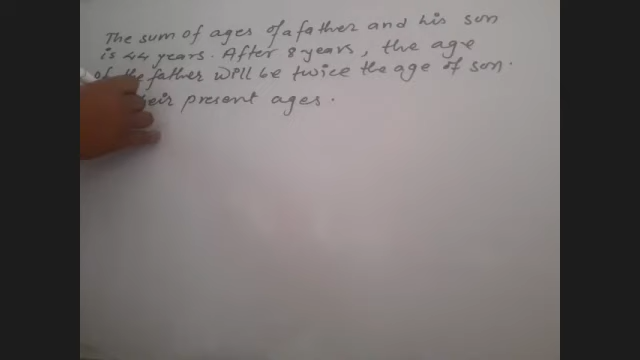 The sum of ages of a father and his son
is 44 years. After 8 years, the age
of the father will be twice the age of son.
their present ages.